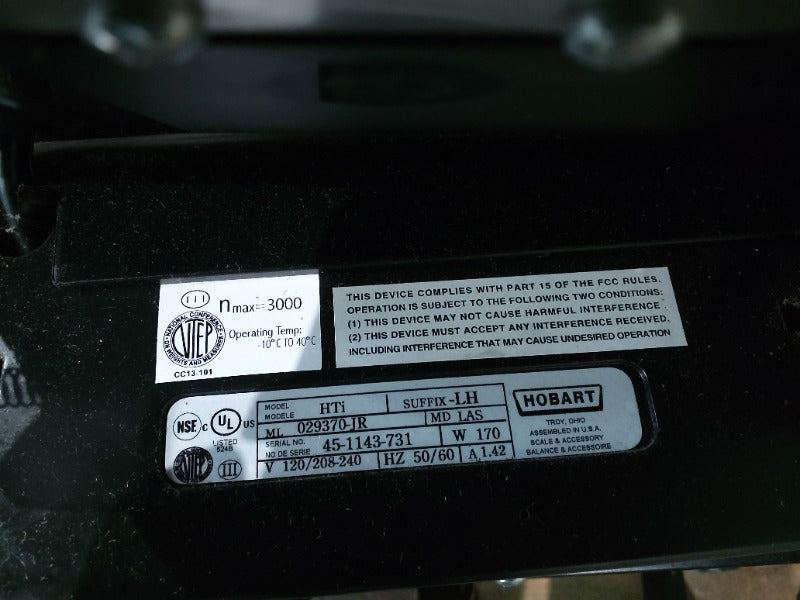 III nmax=3000
NATIONAL CONFERENCE
NTEP
ON WEIGHTS AND MEASURES
Operating Temp:
-10°C TO 40°C
CC13-101
THIS DEVICE COMPLIES WITH PART 15 OF THE FCC RULES.
OPERATION IS SUBJECT TO THE FOLLOWING TWO CONDITIONS:
(1) THIS DEVICE MAY NOT CAUSE HARMFUL INTERFERENCE
(2) THIS DEVICE MUST ACCEPT ANY INTERFERENCE RECEIVED.
INCLUDING INTERFERENCE THAT MAY CAUSE UNDESIRED OPERATION
NSF
C UL US
LISTED
824B
NTEP III
MODEL
MODELE
HTi SUFFIX -LH
ML 029370-JR MD LAS
SERIAL NO.
NO DE SERIE
45-1143-731 W 170
V 120/208-240 HZ 50/60 A 1.42
HOBART
TROY, OHIO
ASSEMBLED IN U.S.A.
SCALE & ACCESSORY
BALANCE & ACCESSOIRE